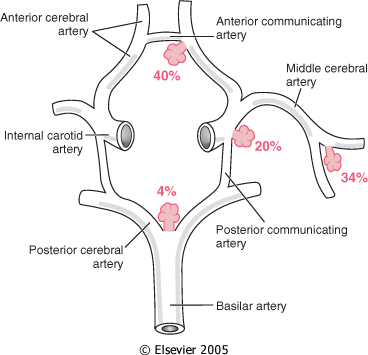 Anterior cerebral
artery
Anterior communicating
artery
40%
Middle cerebral
artery
Internal carotid
artery
20%
34%
4%
Posterior cerebral
artery
Posterior communicating
artery
Basilar artery
© Elsevier 2005